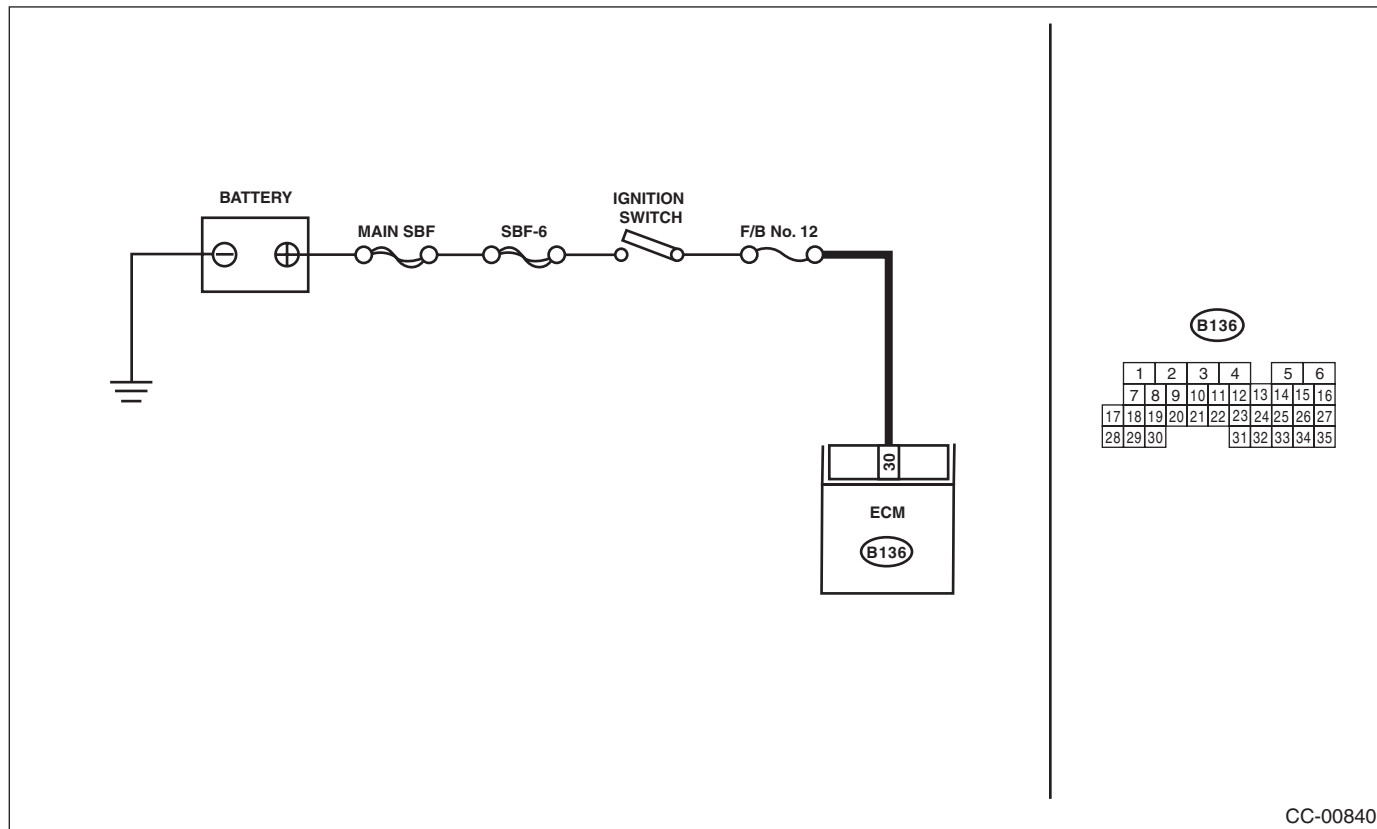 BATTERY
MAIN SBF
SBF-6
IGNITION
SWITCH
F/B No. 12
30
ECM
B136
B136
1 2 3 4 5 6
7 8 9 10 11 12 13 14 15 16
17 18 19 20 21 22 23 24 25 26 27
28 29 30 31 32 33 34 35
CC-00840